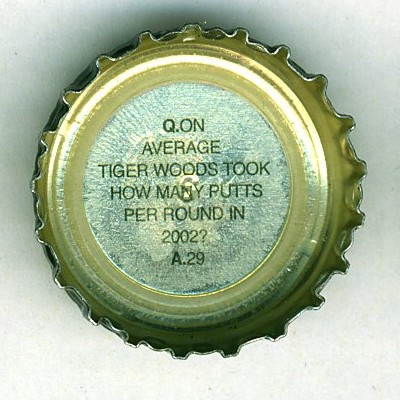 Q.ON
AVERAGE
TIGER WOODS TOOK
HOW MANY PUTTS
PER ROUND IN
2002?
A.29